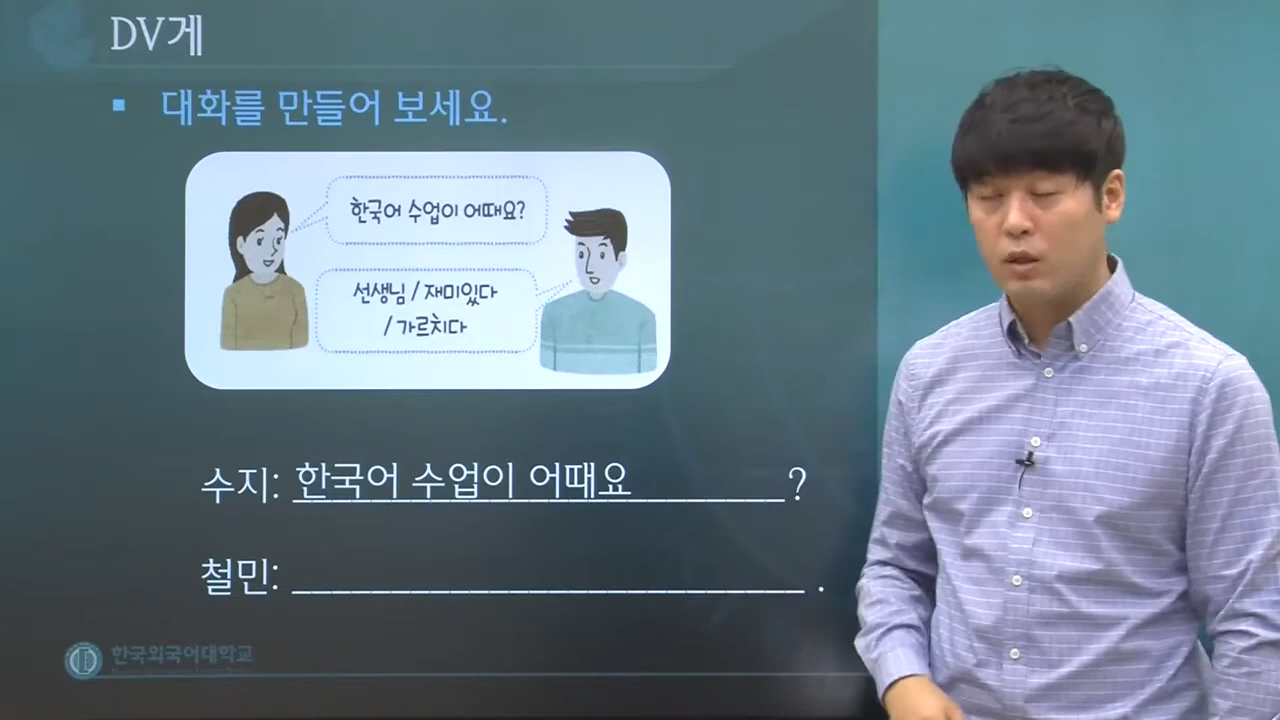 DV게
▪ 대화를 만들어 보세요.
한국어 수업이 어때요?
선생님 / 재미있다
/ 가르치다
수지: 한국어 수업이 어때요?
철민: .
한국외국어대학교